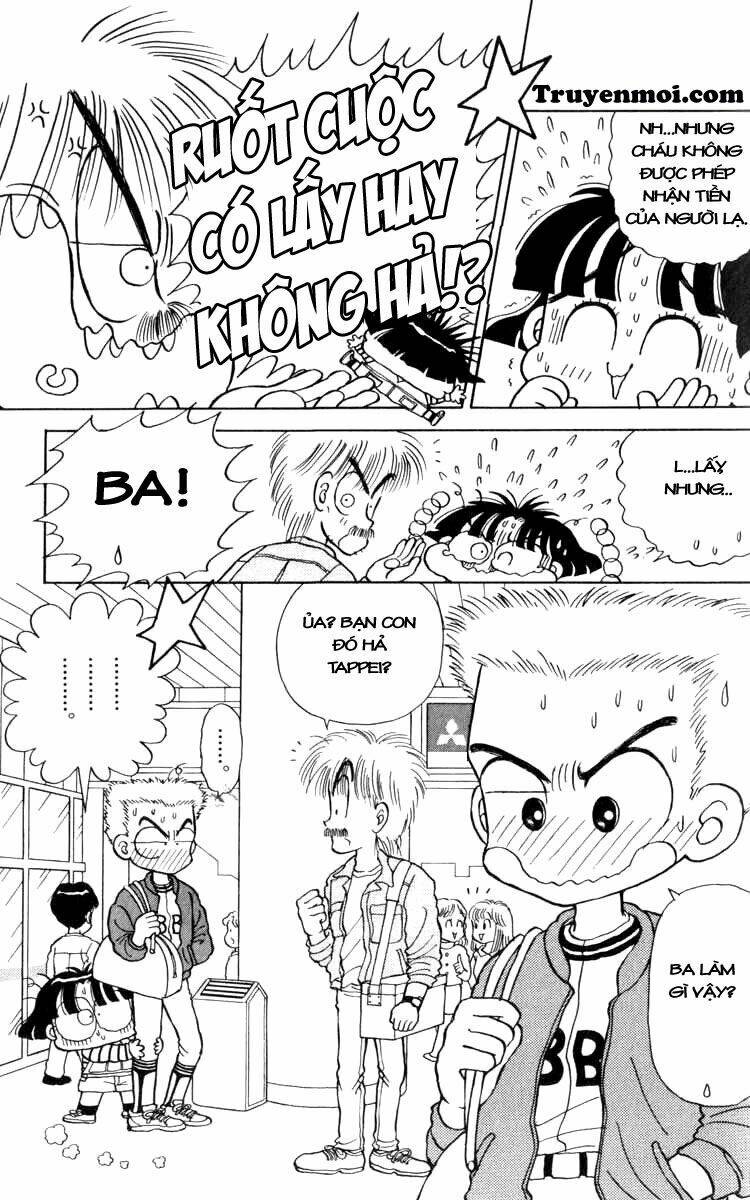 Truyenmoi.com
RUỐT CUỘC
CÓ LẤY HAY
KHÔNG HẢ!?
NH...NHƯNG
CHÁU KHÔNG
ĐƯỢC PHÉP
NHẬN TIỀN
CỦA NGƯỜI LẠ.
BA!
L...LẤY,
NHƯNG...
ỦA? BẠN CON
ĐÓ HẢ
TAPPEI?
BA LÀM
GÌ VẬY?
BB